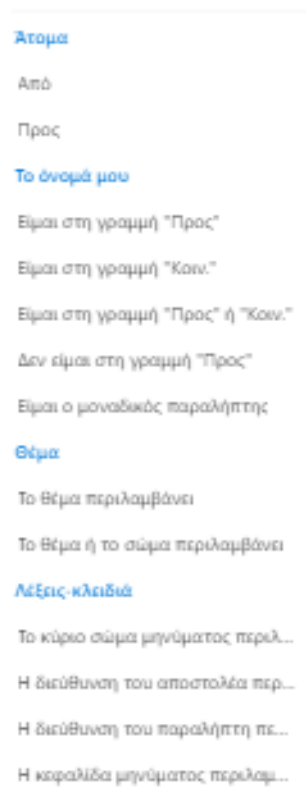 Άτομα
Από
Προς
Το όνομά μου
Είμαι στη γραμμή "Προς"
Είμαι στη γραμμή "Κοιν."
Είμαι στη γραμμή "Προς" ή "Κοιν."
Δεν είμαι στη γραμμή "Προς"
Είμαι ο μοναδικός παραλήπτης
Θέμα
Το θέμα περιλαμβάνει
Το θέμα ή το σώμα περιλαμβάνει
Λέξεις-κλειδιά
Το κύριο σώμα μηνύματος περιλ...
Η διεύθυνση του αποστολέα περ...
Η διεύθυνση του παραλήπτη πε...
Η κεφαλίδα μηνύματος περιλαμ...